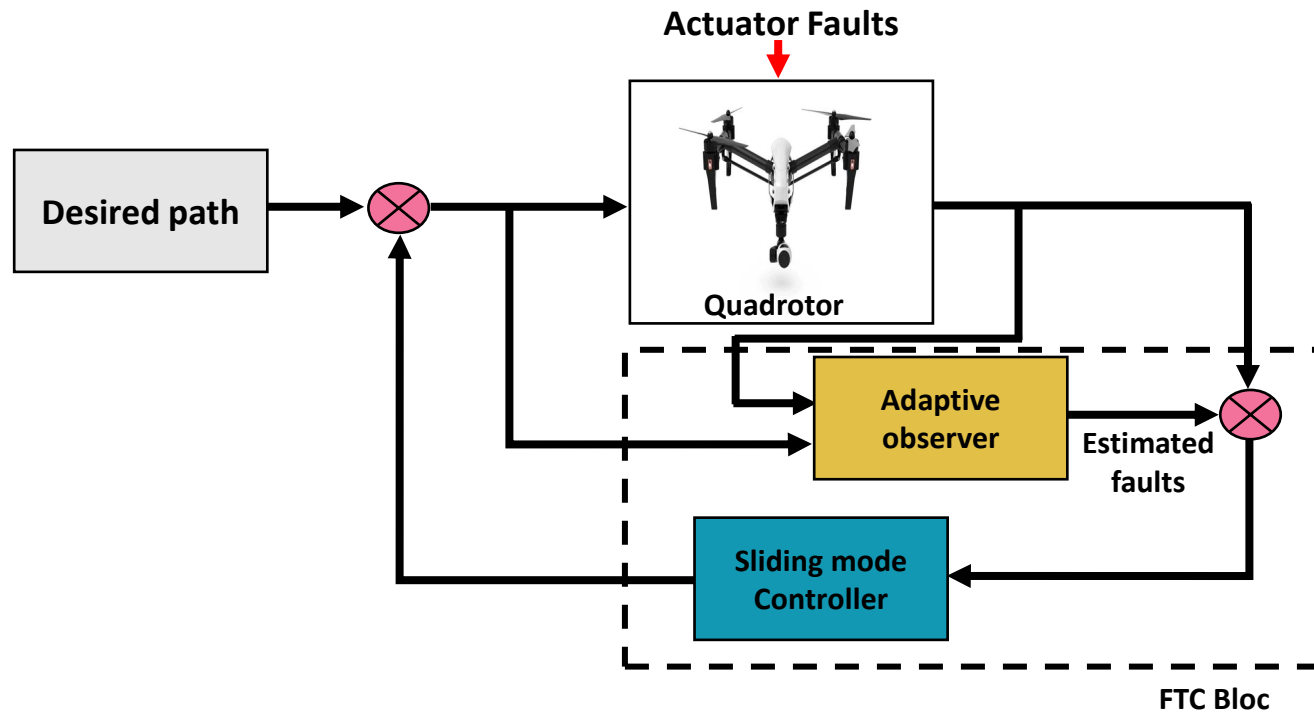 Actuator Faults
Desired path
Quadrotor
Adaptive
observer
Estimated
faults
Sliding mode
Controller
FTC Bloc